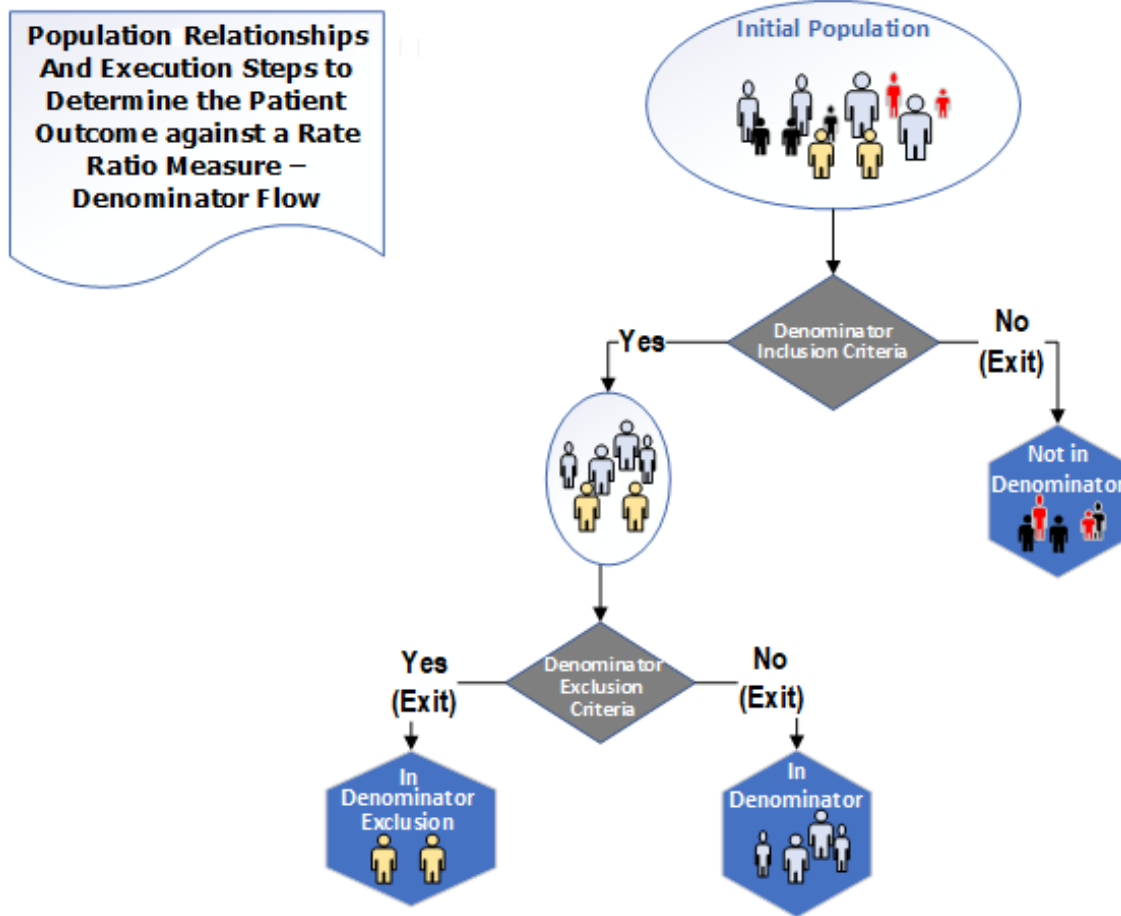 Population Relationships
And Execution Steps to
Determine the Patient
Outcome against a Rate
Ratio Measure –
Denominator Flow
Initial Population
Denominator
Inclusion Criteria
Yes
No
(Exit)
Not in
Denominator
Denominator
Exclusion
Criteria
Yes
(Exit)
No
(Exit)
In
Denominator
Exclusion
In
Denominator